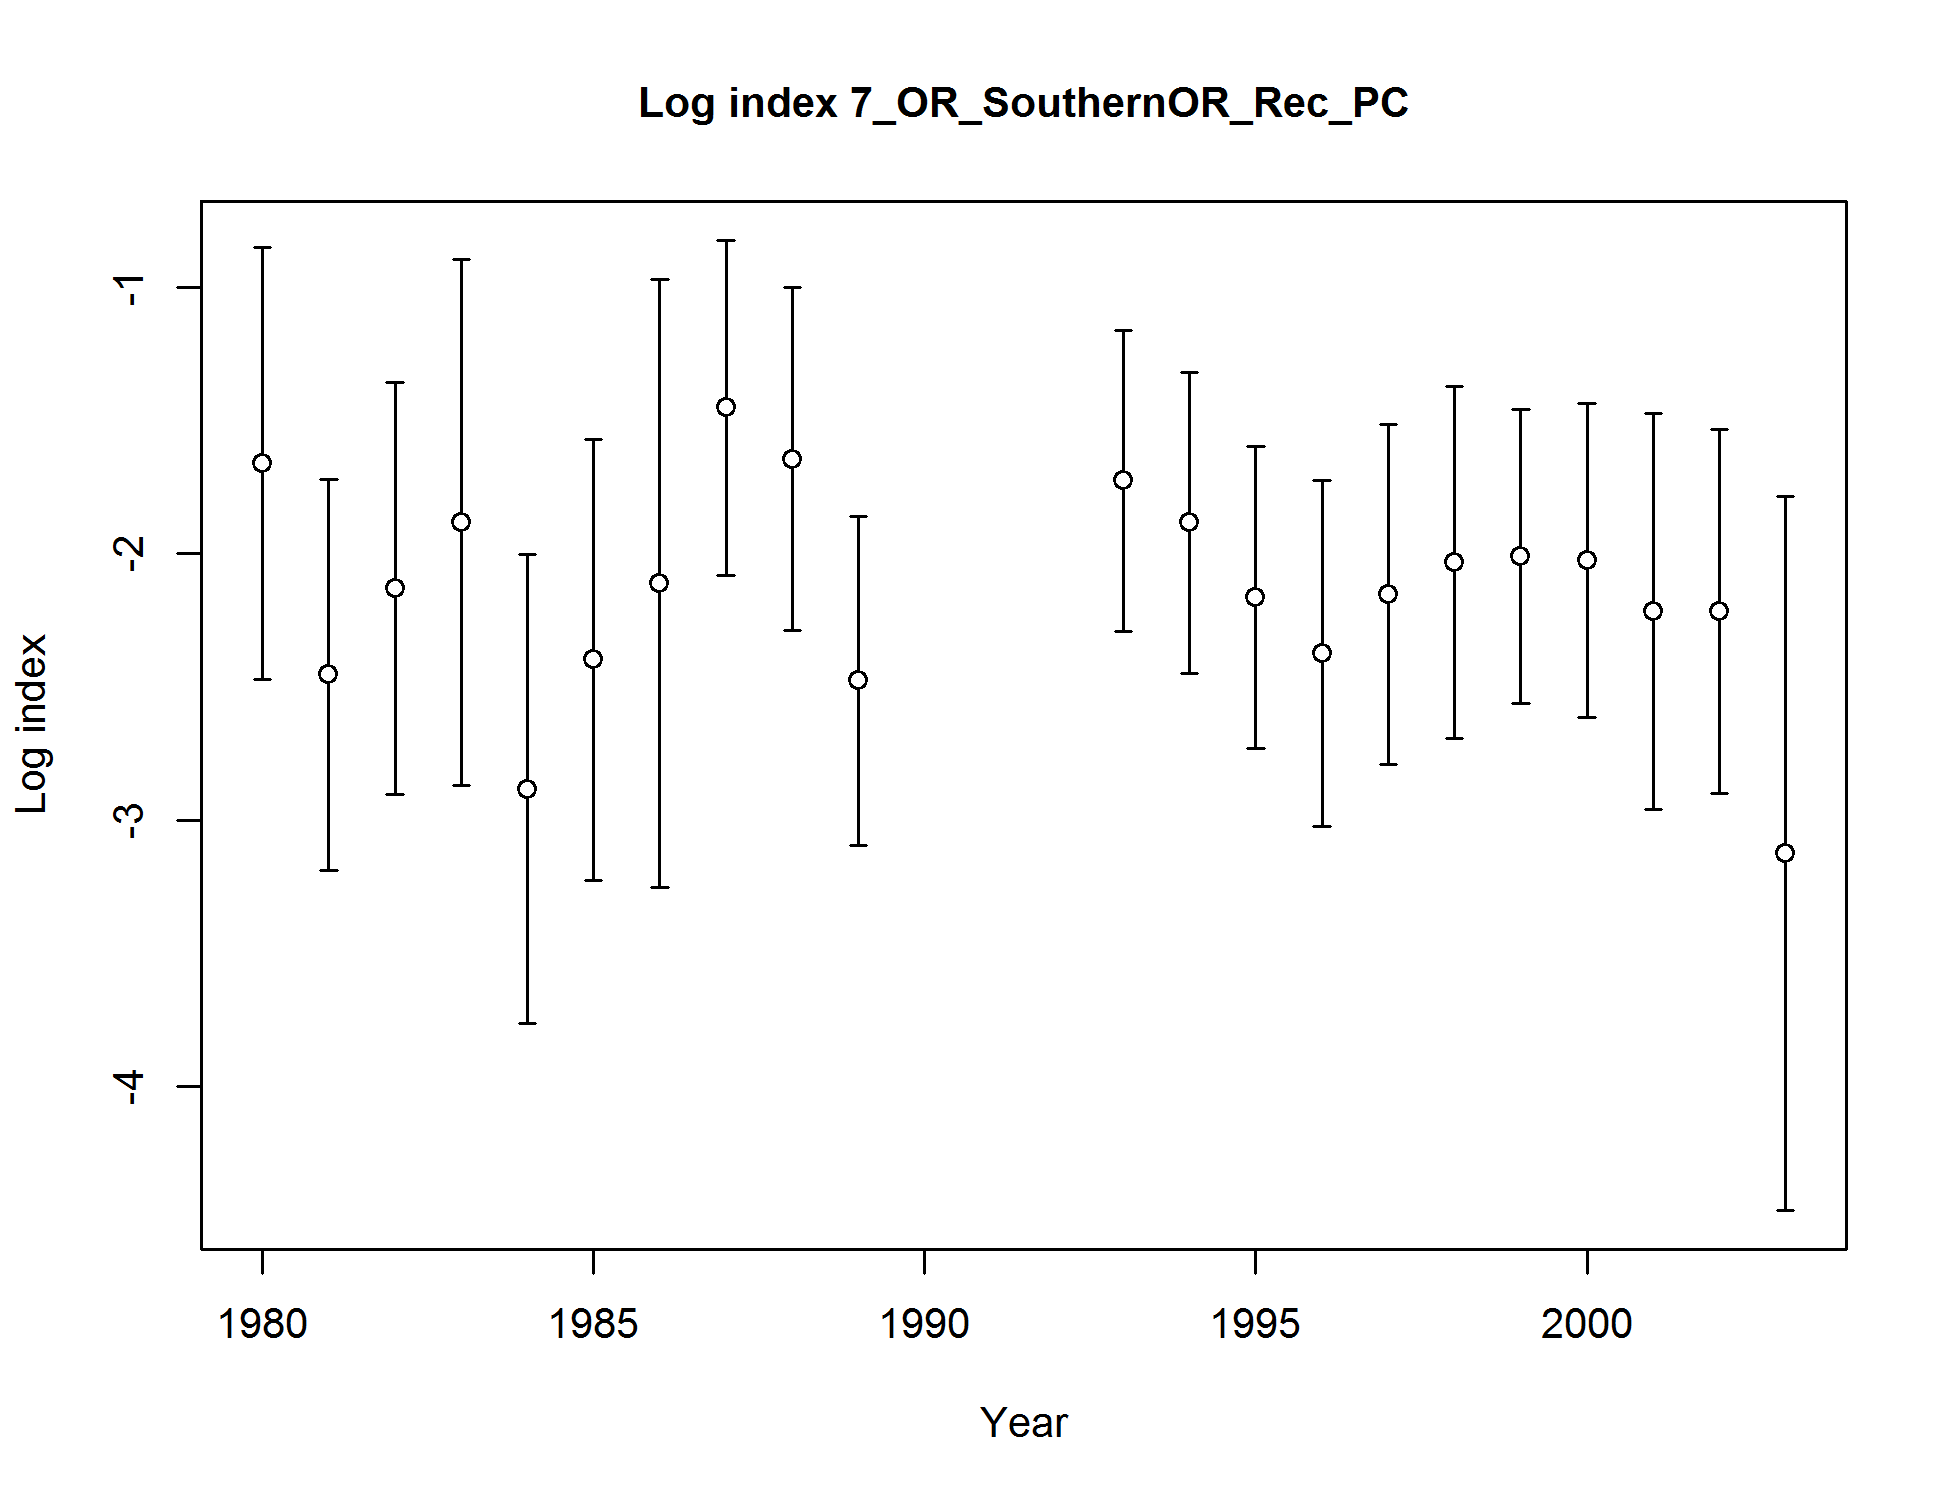 Log index 7_OR_SouthernOR_Rec_PC
Log index
-1
-2
-3
-4
1980 1985 1990 1995 2000
Year